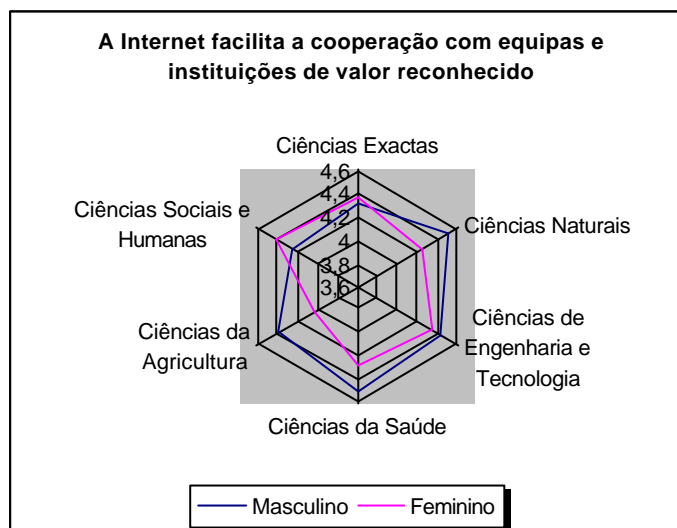 A Internet facilita a cooperação com equipas e
instituições de valor reconhecido
Ciências Exactas
4,6
4,4
4,2
4
3,8
3,6
Ciências Naturais
Ciências de
Engenharia e
Tecnologia
Ciências da Saúde
Ciências da
Agricultura
Ciências Sociais e
Humanas
Masculino
Feminino